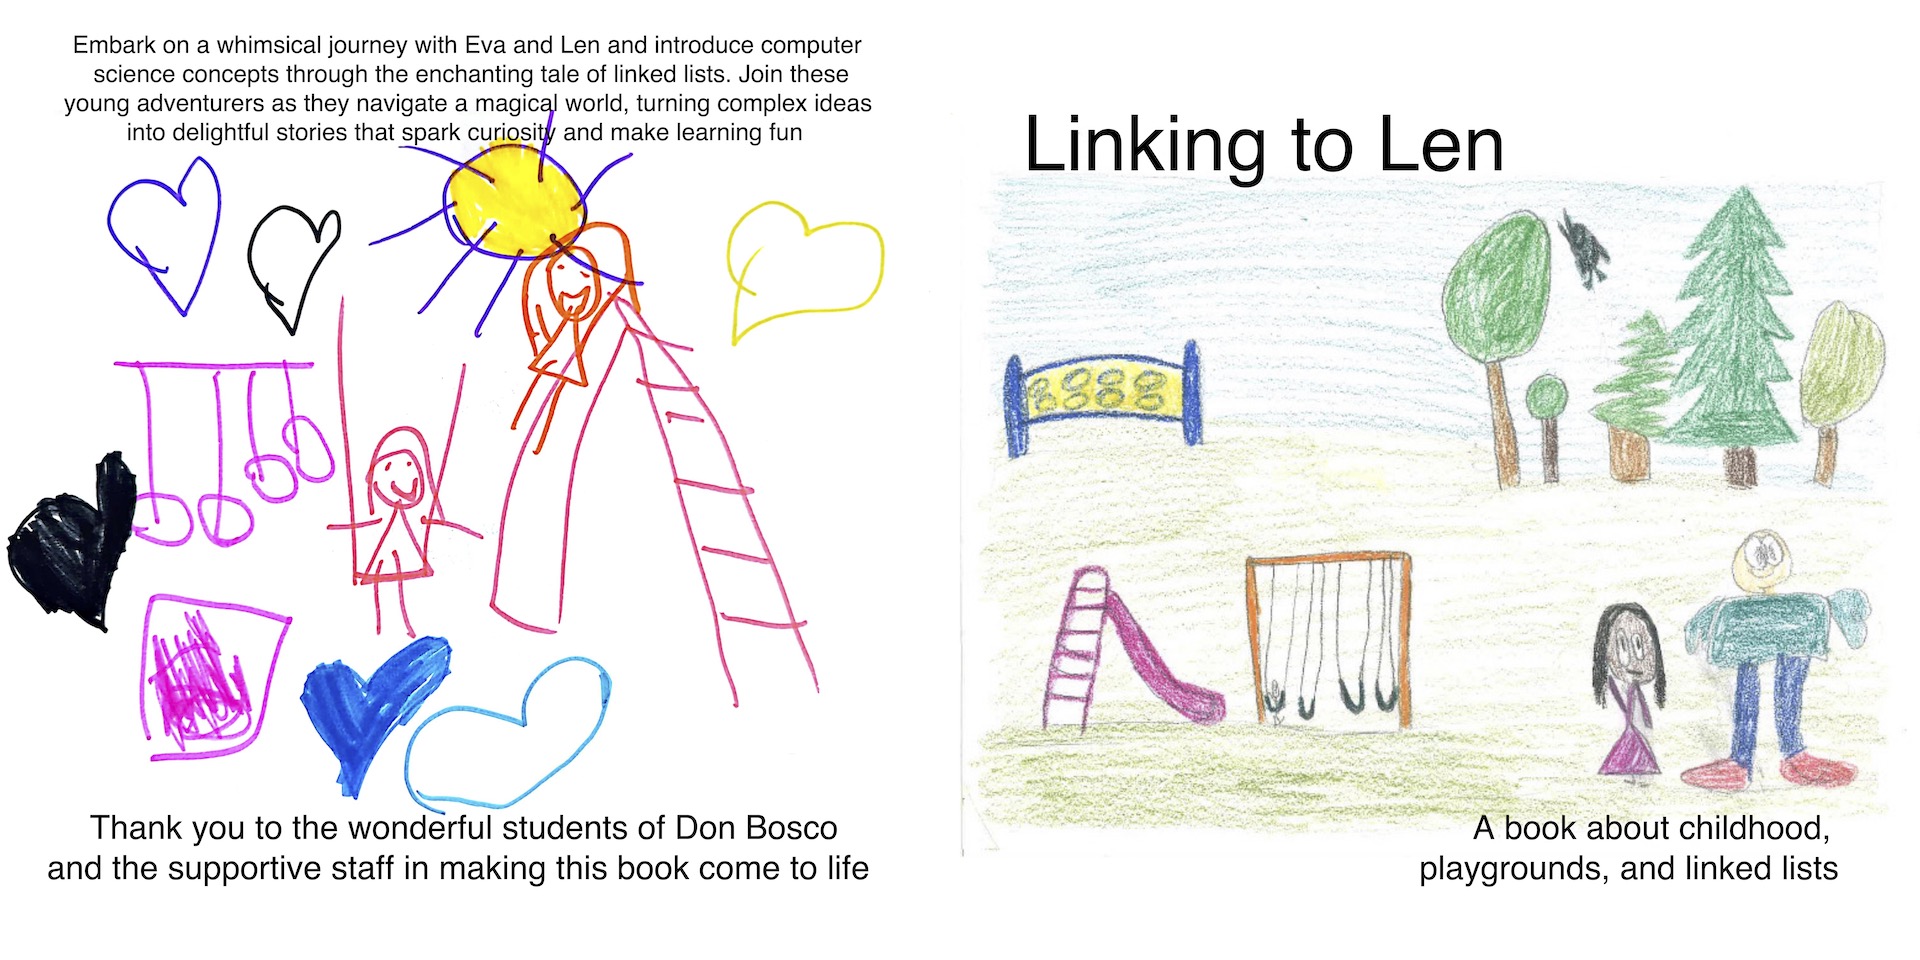 Embark on a whimsical journey with Eva and Len and introduce computer
science concepts through the enchanting tale of linked lists. Join these
young adventurers as they navigate a magical world, turning complex ideas
into delightful stories that spark curiosity and make learning fun
Thank you to the wonderful students of Don Bosco
and the supportive staff in making this book come to life
Linking to Len
A book about childhood,
playgrounds, and linked lists